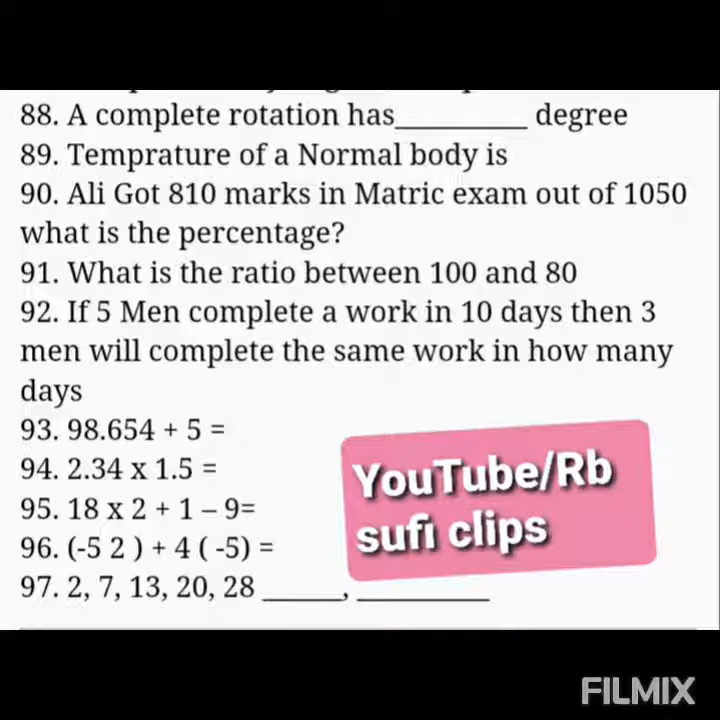 88. A complete rotation has_________ degree
89. Temprature of a Normal body is
90. Ali Got 810 marks in Matric exam out of 1050
what is the percentage?
91. What is the ratio between 100 and 80
92. If 5 Men complete a work in 10 days then 3
men will complete the same work in how many
days
93. 98.654 + 5 =
94. 2.34 x 1.5 =
95. 18 x 2 + 1 – 9=
96. (-5 2 ) + 4 ( -5) =
97. 2, 7, 13, 20, 28 ______, _________
YouTube/Rb
sufi clips
FILMIX